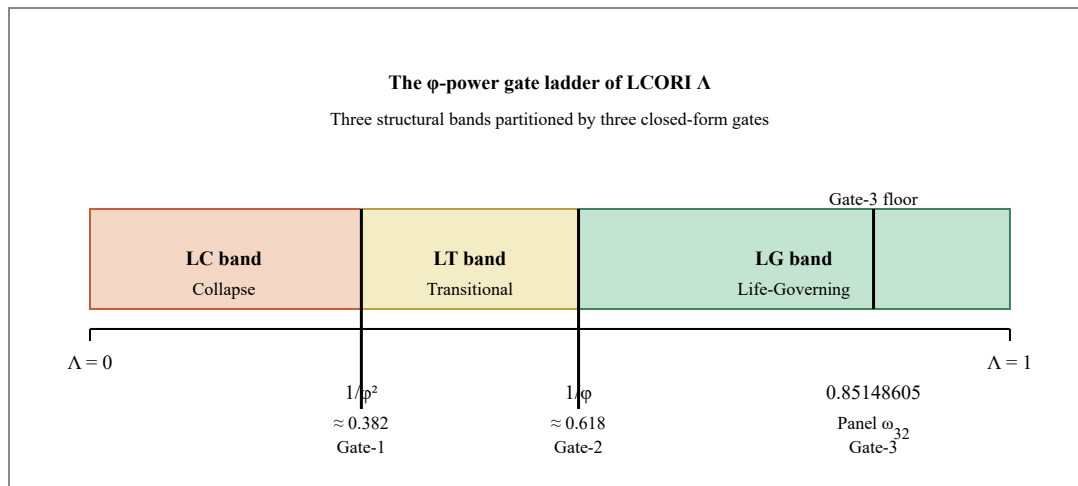 The φ-power gate ladder of LCORI Λ
Three structural bands partitioned by three closed-form gates
Gate-3 floor
LC band
Collapse
LT band
Transitional
LG band
Life-Governing
Λ = 0
Λ = 1
1/φ²
≈ 0.382
Gate-1
1/φ
≈ 0.618
Gate-2
0.85148605
Panel ω₃₂
Gate-3